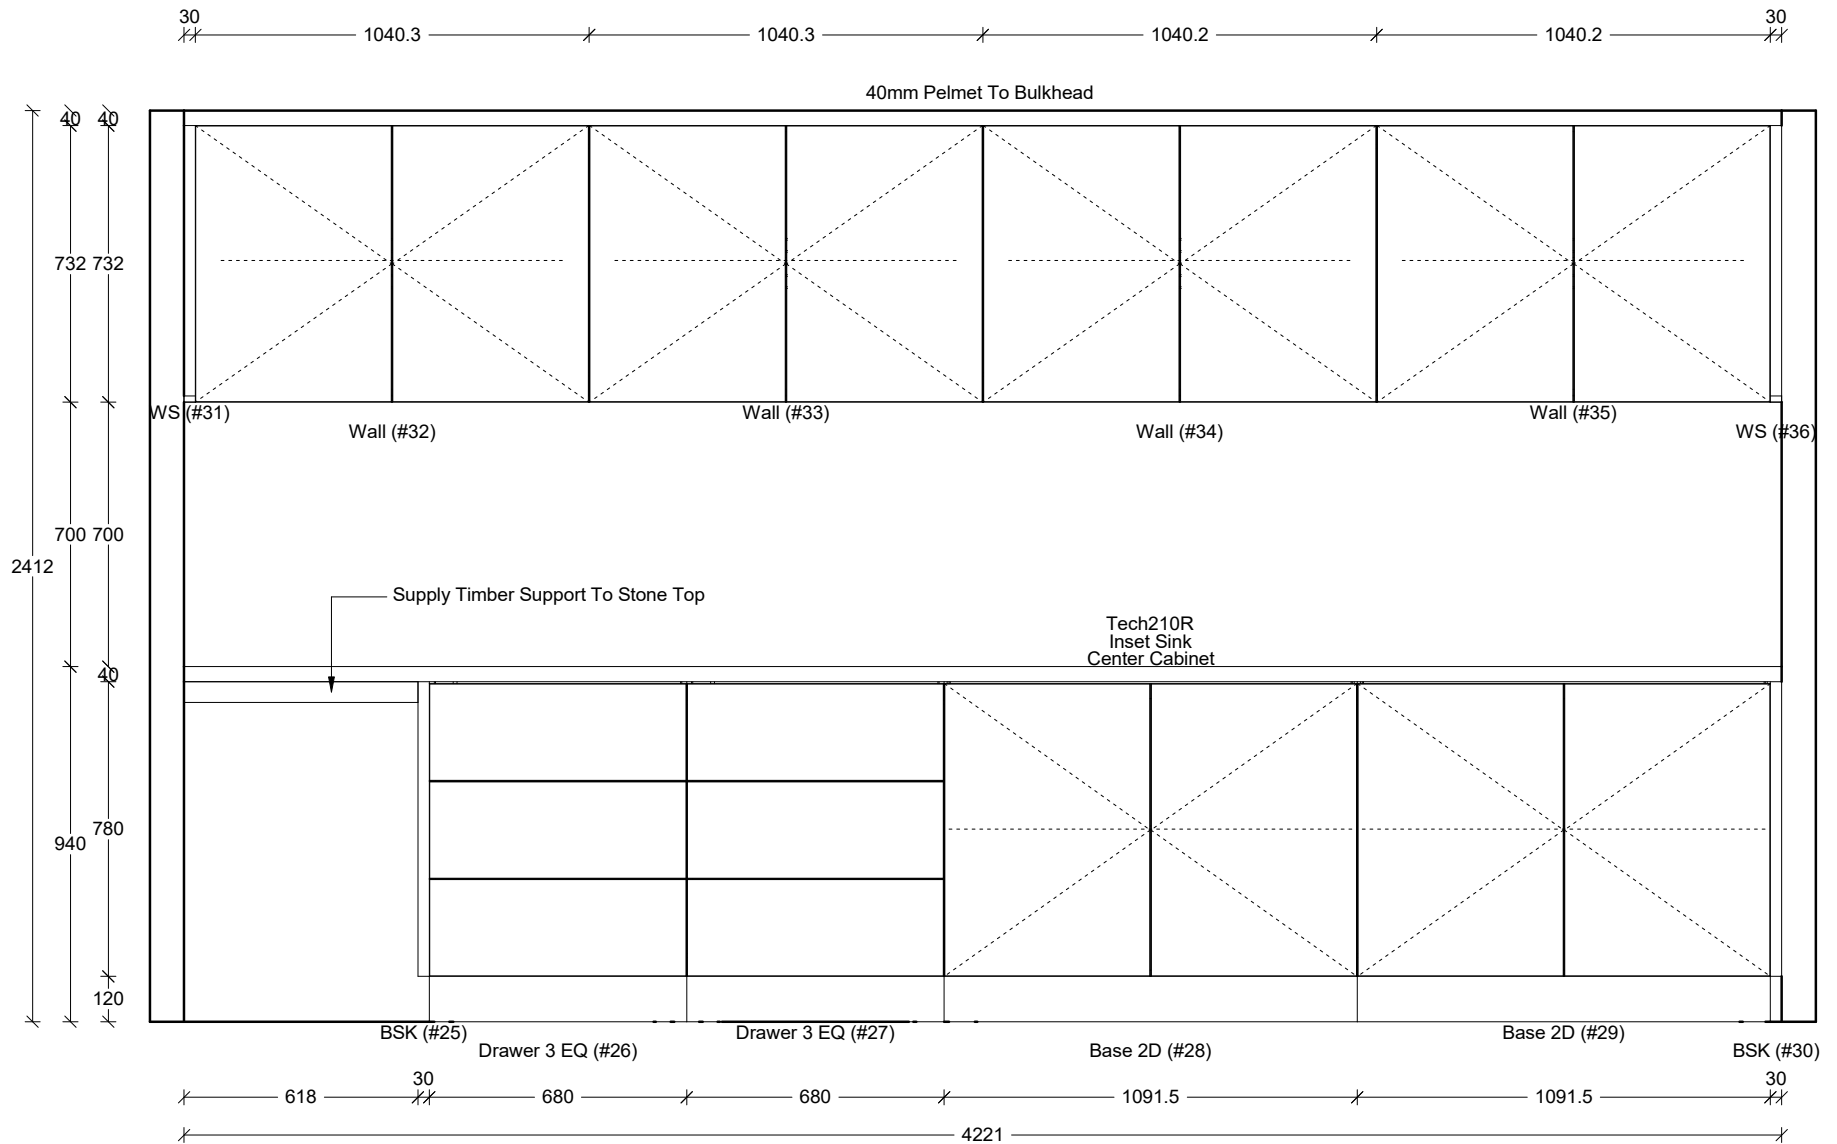 30
30
1040.3
1040.3
1040.2
1040.2
40mm Pelmet To Bulkhead
40
40
732
732
WS (#31)
Wall (#33)
Wall (#35)
Wall (#32)
Wall (#34)
WS (#36)
700
700
2412
Supply Timber Support To Stone Top
Tech210R
Inset Sink
Center Cabinet
40
780
940
120
BSK (#25)
Drawer 3 EQ (#27)
Base 2D (#29)
Drawer 3 EQ (#26)
Base 2D (#28)
BSK (#30)
30
30
618
680
680
1091.5
1091.5
4221